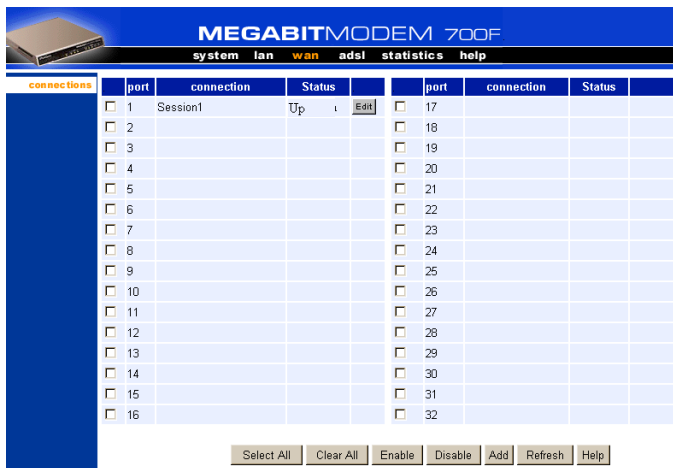 MEGABITMODEM 700F
system lan wan adsl statistics help
connections
port connection Status port connection Status
1 Session1 Up Edit 17
2 18
3 19
4 20
5 21
6 22
7 23
8 24
9 25
10 26
11 27
12 28
13 29
14 30
15 31
16 32
Select All Clear All Enable Disable Add Refresh Help